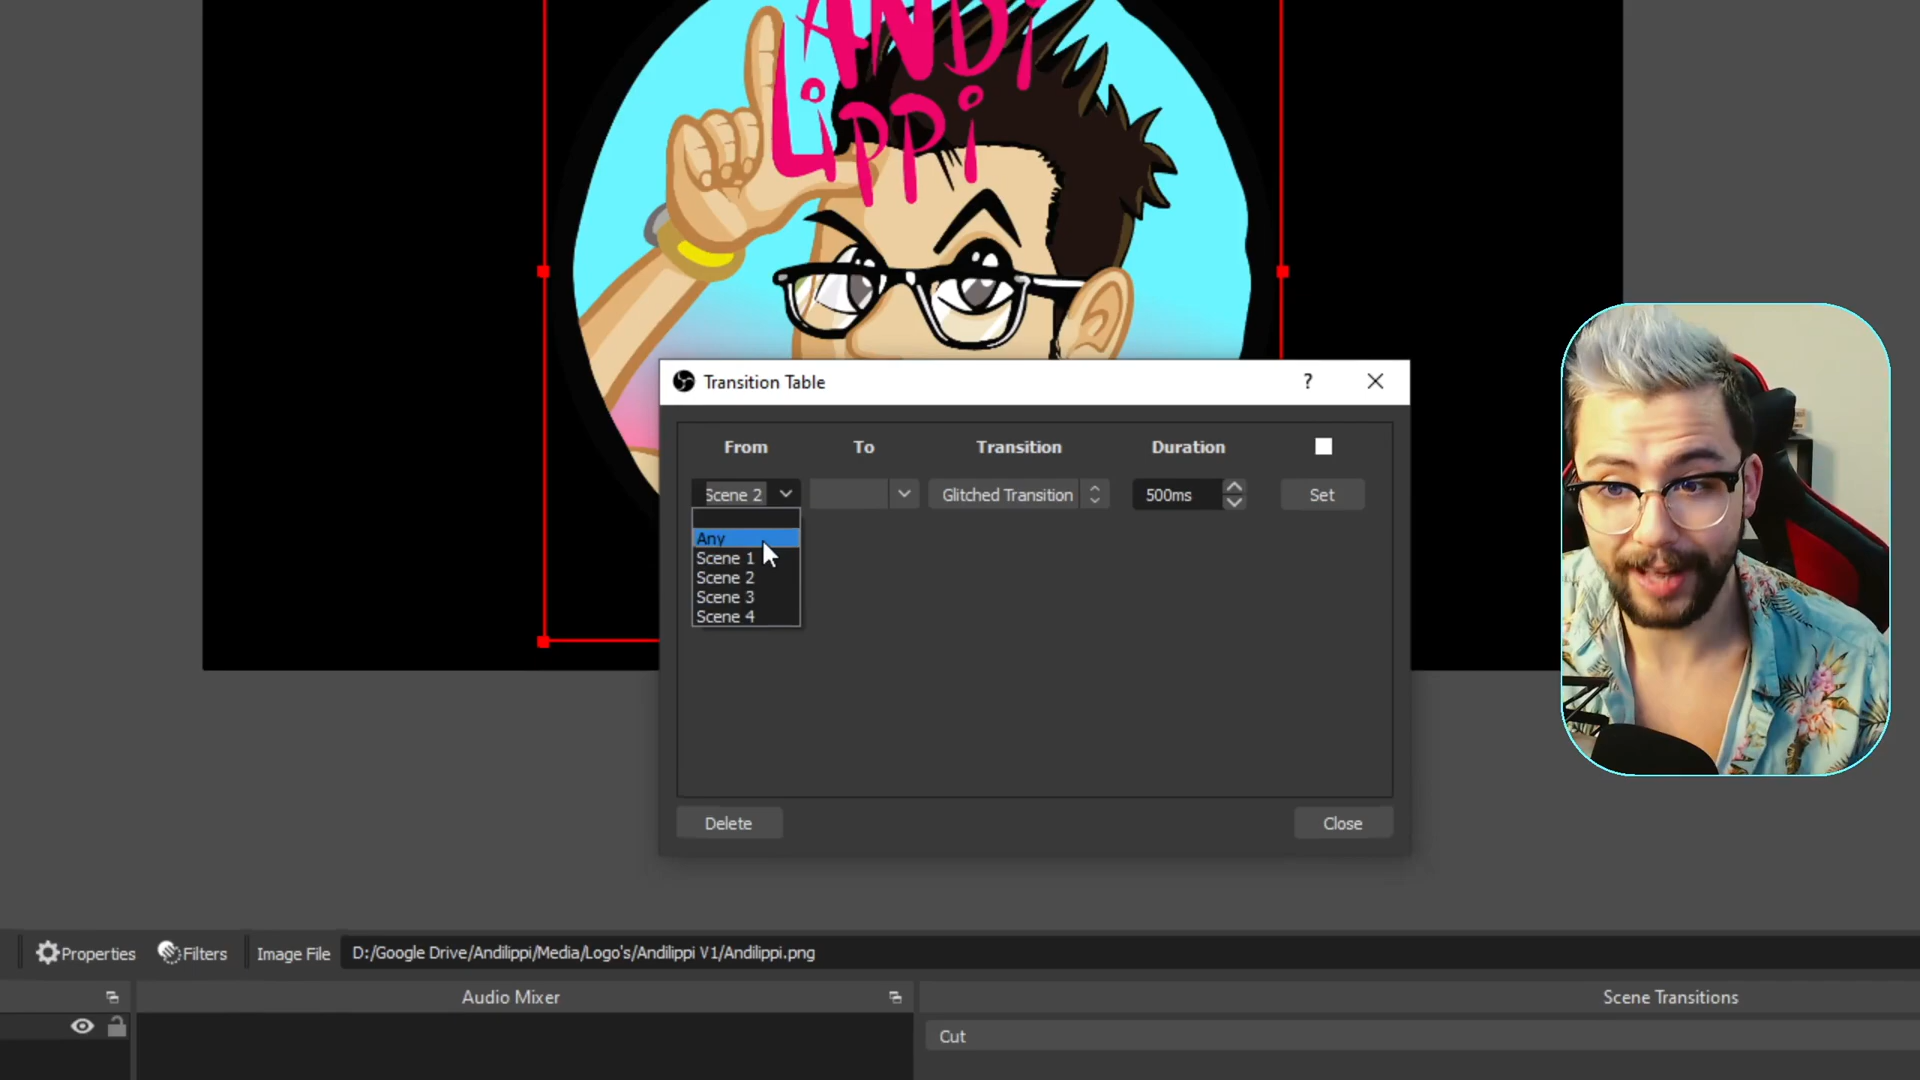 ANDI
Lippi
Transition Table
?
From To Transition Duration
Scene 2 Glitched Transition 500ms Set
Any
Scene 1
Scene 2
Scene 3
Scene 4
Delete Close
Properties Filters Image File D:/Google Drive/Andilippi/Media/Logo's/Andilippi V1/Andilippi.png
Audio Mixer Scene Transitions
Cut